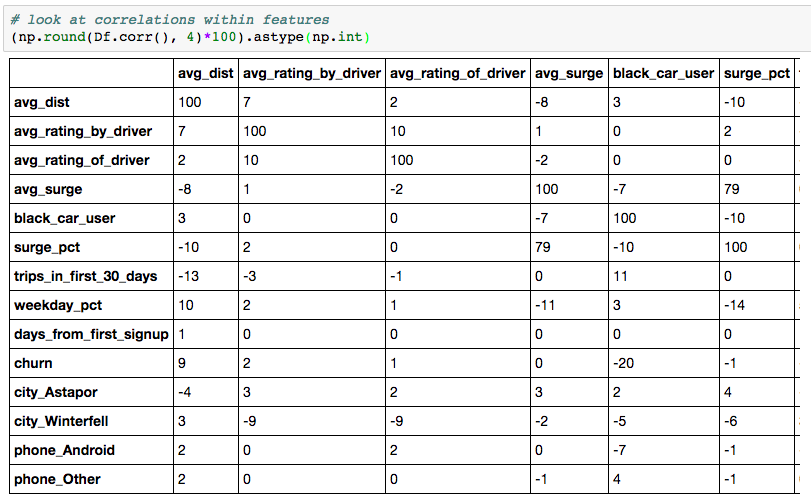 # look at correlations within features
(np.round(Df.corr(), 4)*100).astype(np.int)
avg_dist avg_rating_by_driver avg_rating_of_driver avg_surge black_car_user surge_pct
avg_dist 100 7 2 -8 3 -10
avg_rating_by_driver 7 100 10 1 0 2
avg_rating_of_driver 2 10 100 -2 0 0
avg_surge -8 1 -2 100 -7 79
black_car_user 3 0 0 -7 100 -10
surge_pct -10 2 0 79 -10 100
trips_in_first_30_days -13 -3 -1 0 11 0
weekday_pct 10 2 1 -11 3 -14
days_from_first_signup 1 0 0 0 0 0
churn 9 2 1 0 -20 -1
city_Astapor -4 3 2 3 2 4
city_Winterfell 3 -9 -9 -2 -5 -6
phone_Android 2 0 2 0 -7 -1
phone_Other 2 0 0 -1 4 -1